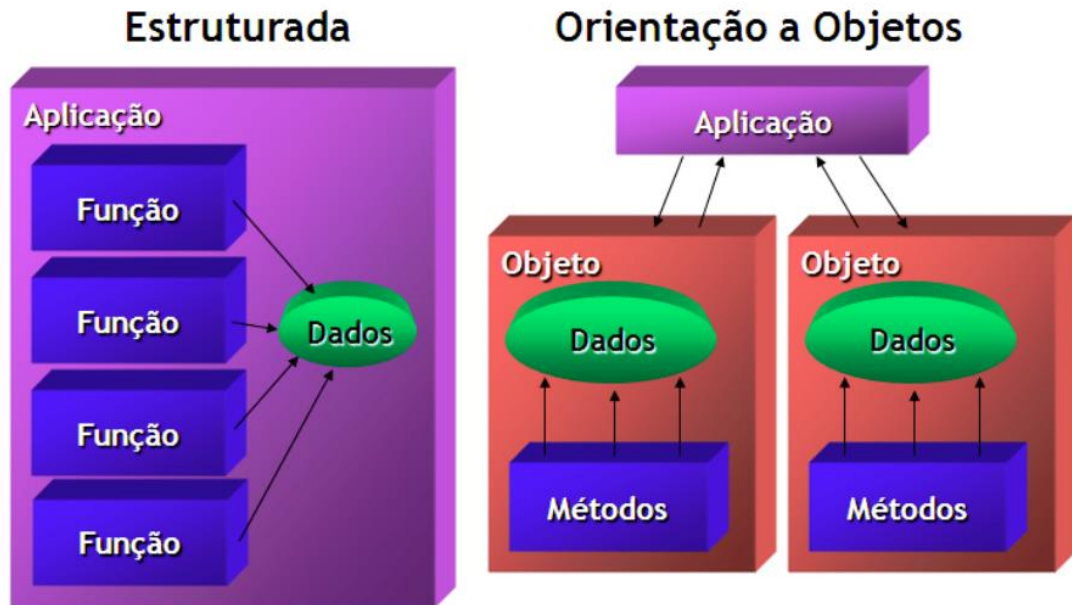 Estruturada
Aplicação
Função
Função
Função
Função
Dados
Orientação a Objetos
Aplicação
Objeto
Dados
Métodos
Objeto
Dados
Métodos